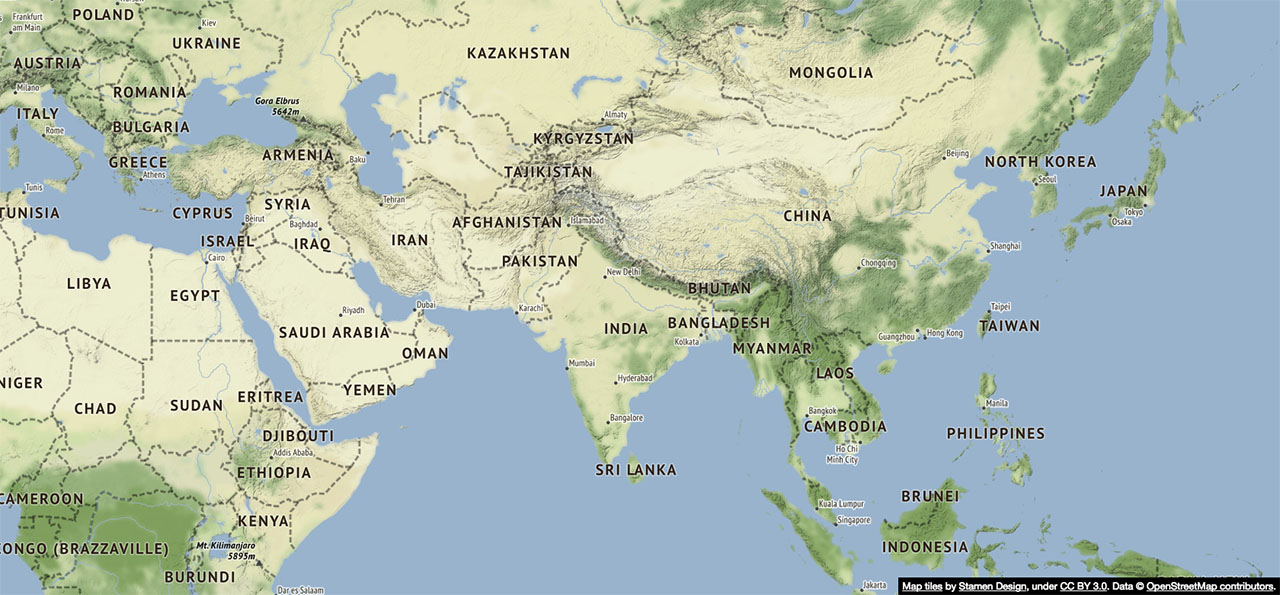 POLAND
Frankfurt
am Main
Kiev
UKRAINE
KAZAKHSTAN
MONGOLIA
AUSTRIA
Milano
ROMANIA
Gora Elbrus
5642m
ITALY
Rome
BULGARIA
Almaty
KYRGYZSTAN
GREECE
Athens
ARMENIA
Baku
TAJIKISTAN
Beijing
NORTH KOREA
Seoul
JAPAN
Tokyo
Osaka
Tunis
TUNISIA
CYPRUS
SYRIA
Beirut
Baghdad
Tehran
AFGHANISTAN
Islamabad
CHINA
ISRAEL
IRAQ
IRAN
Cairo
PAKISTAN
New Delhi
Chongqing
Shanghai
LIBYA
EGYPT
Riyadh
Dubai
Karachi
BHUTAN
Taipei
TAIWAN
SAUDI ARABIA
INDIA
BANGLADESH
Kolkata
Guangzhou
Hong Kong
OMAN
MYANMAR
Mumbai
LAOS
NIGER
CHAD
SUDAN
ERITREA
YEMEN
Hyderabad
Manila
Bangkok
Bangalore
CAMBODIA
PHILIPPINES
DJIBOUTI
Addis Ababa
ETHIOPIA
Ho Chi
Minh City
SRI LANKA
CAMEROON
BRUNEI
Kuala Lumpur
Singapore
KENYA
CONGO (BRAZZAVILLE)
Mt. Kilimanjaro
5895m
INDONESIA
BURUNDI
Dar es Salaam
Jakarta
Map tiles by Stamen Design, under CC BY 3.0. Data © OpenStreetMap contributors.